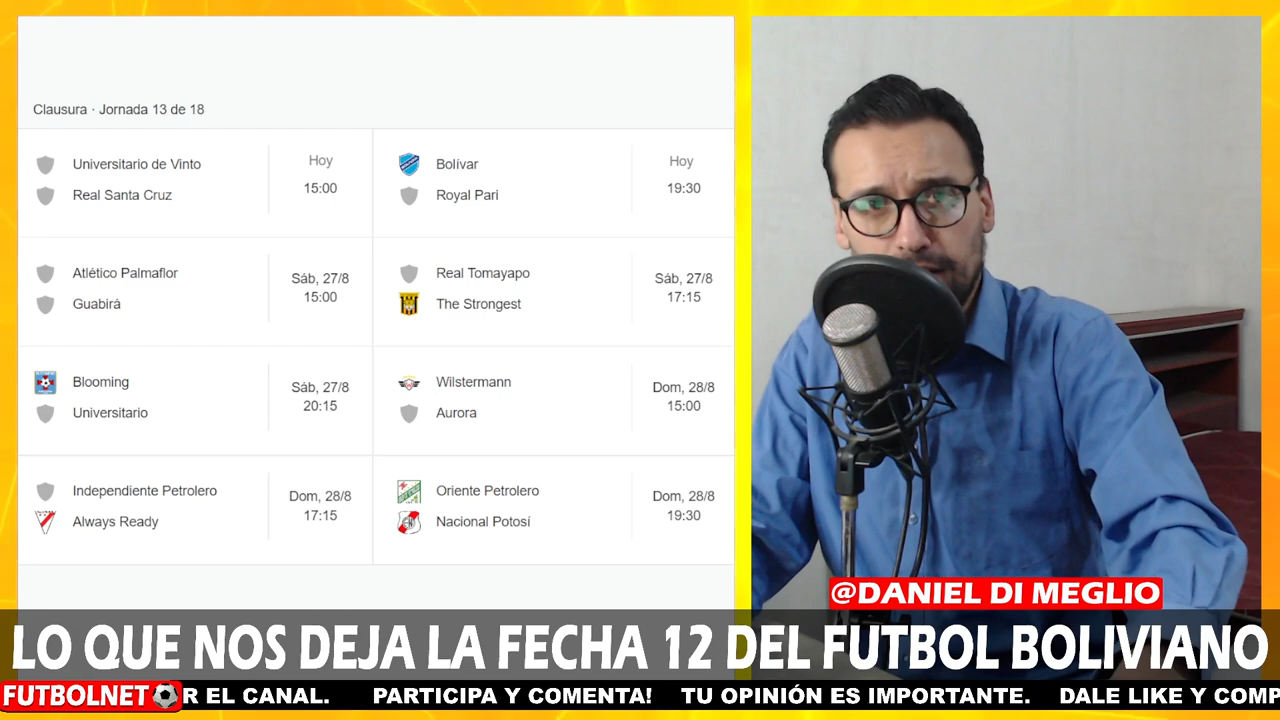 Clausura · Jornada 13 de 18
Universitario de Vinto
Real Santa Cruz
Hoy
15:00
Bolívar
Royal Pari
Hoy
19:30
Atlético Palmaflor
Guabirá
Sáb, 27/8
15:00
Real Tomayapo
The Strongest
Sáb, 27/8
17:15
Blooming
Universitario
Sáb, 27/8
20:15
Wilstermann
Aurora
Dom, 28/8
15:00
Independiente Petrolero
Always Ready
Dom, 28/8
17:15
Oriente Petrolero
Nacional Potosí
Dom, 28/8
19:30
@DANIEL DI MEGLIO
LO QUE NOS DEJA LA FECHA 12 DEL FUTBOL BOLIVIANO
FUTBOLNET R EL CANAL. PARTICIPA Y COMENTA! TU OPINIÓN ES IMPORTANTE. DALE LIKE Y COMP